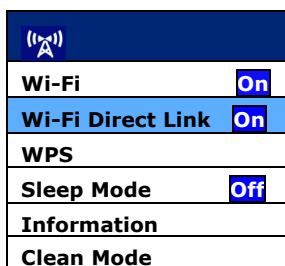 Wi-Fi On
Wi-Fi Direct Link On
WPS
Sleep Mode Off
Information
Clean Mode